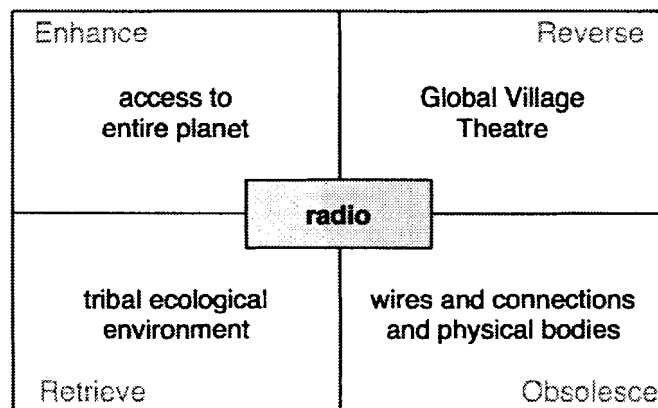 Enhance
Reverse
access to
entire planet
Global Village
Theatre
radio
tribal ecological
environment
wires and connections
and physical bodies
Retrieve
Obsolesce